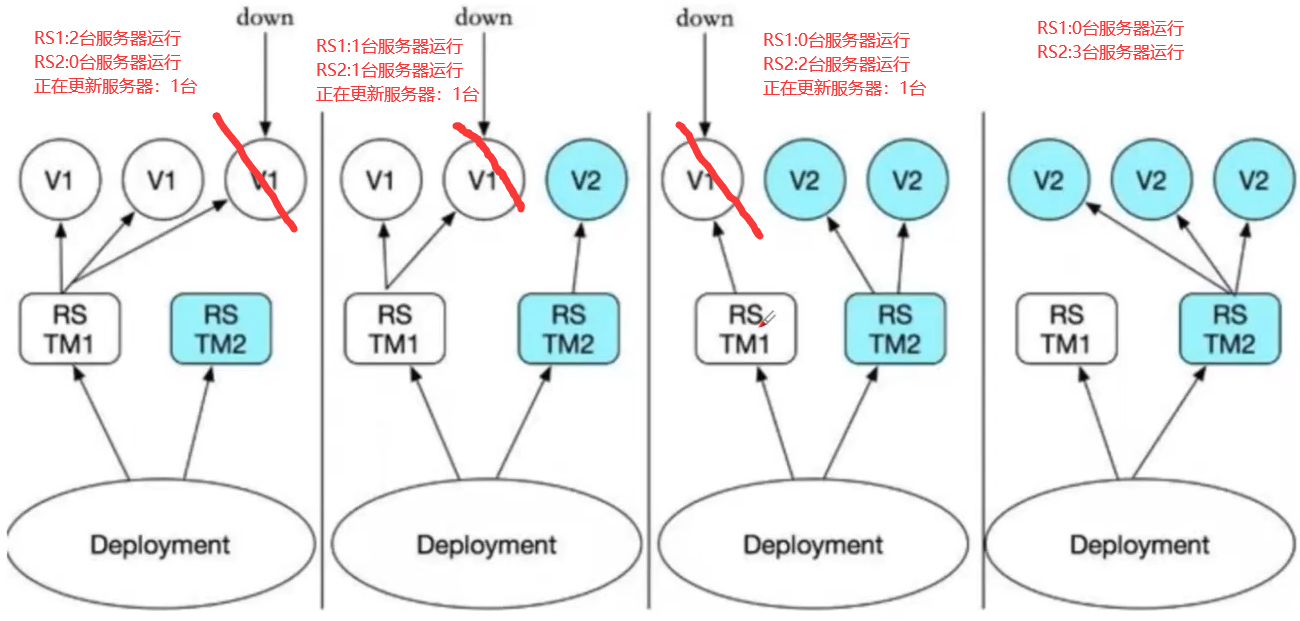 down
RS1:2台服务器运行
RS2:0台服务器运行
正在更新服务器：1台
V1
V1
V1
RS
TM1
RS
TM2
Deployment
down
RS1:1台服务器运行
RS2:1台服务器运行
正在更新服务器：1台
V1
V1
V2
RS
TM1
RS
TM2
Deployment
down
RS1:0台服务器运行
RS2:2台服务器运行
正在更新服务器：1台
V1
V2
V2
RS
TM1
RS
TM2
Deployment
RS1:0台服务器运行
RS2:3台服务器运行
V2
V2
V2
RS
TM1
RS
TM2
Deployment